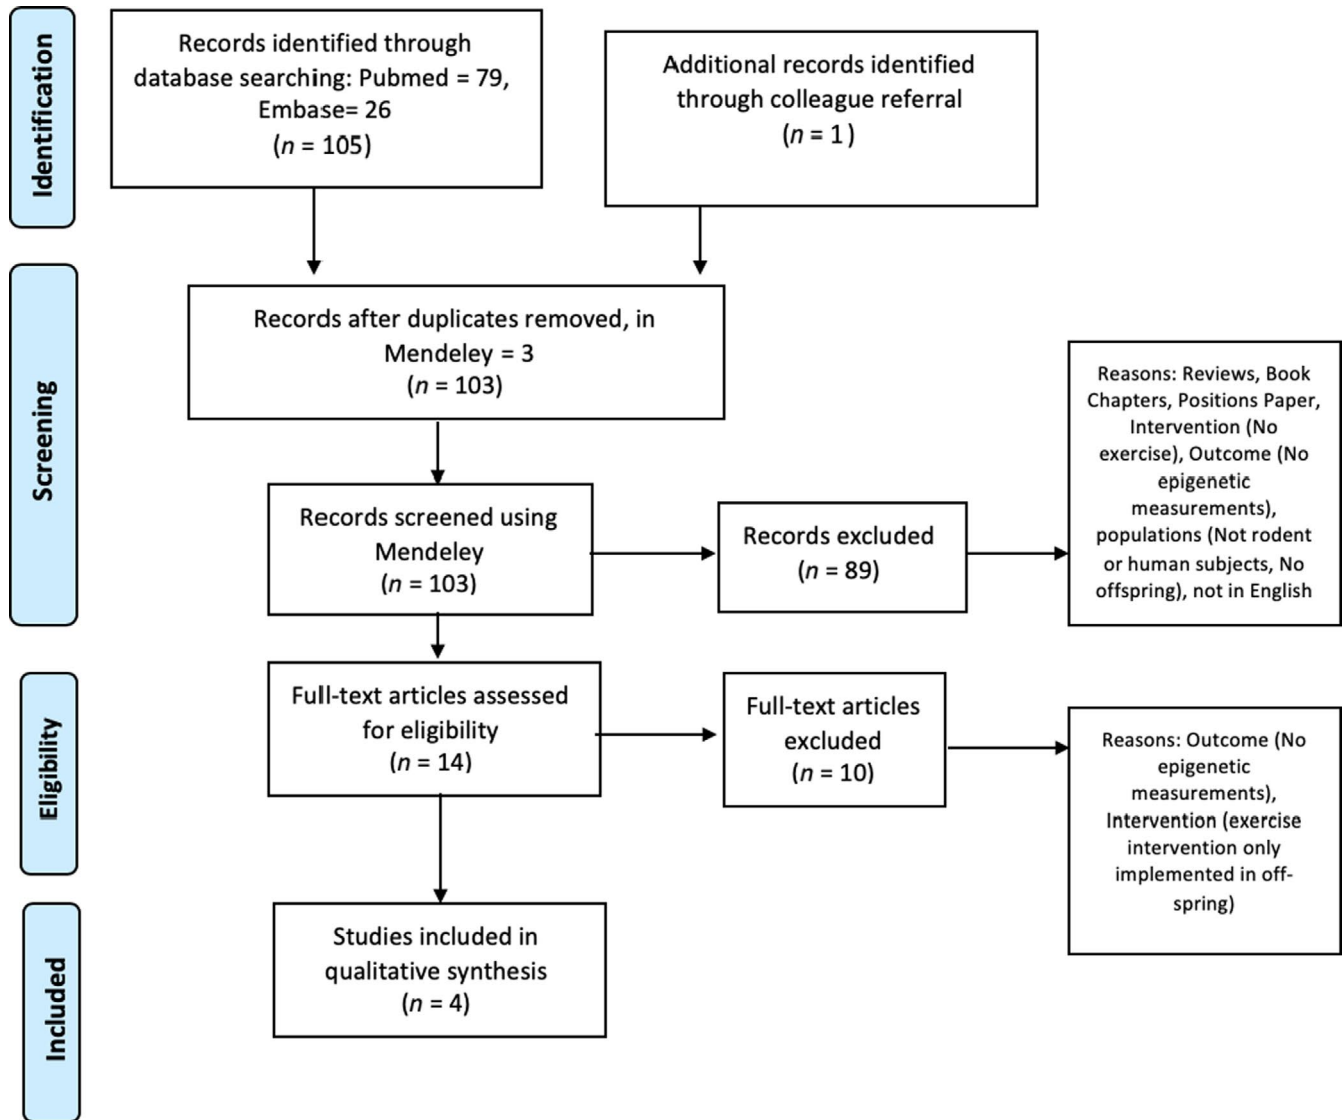 Identification
Records identified through
database searching: Pubmed = 79,
Embase= 26
(n = 105)
Additional records identified
through colleague referral
(n = 1)
Screening
Records after duplicates removed, in
Mendeley = 3
(n = 103)
Records screened using
Mendeley
(n = 103)
Records excluded
(n = 89)
Reasons: Reviews, Book
Chapters, Positions Paper,
Intervention (No
exercise), Outcome (No
epigenetic
measurements),
populations (Not rodent
or human subjects, No
offspring), not in English
Eligibility
Full-text articles assessed
for eligibility
(n = 14)
Full-text articles
excluded
(n = 10)
Reasons: Outcome (No
epigenetic
measurements),
Intervention (exercise
intervention only
implemented in off-
spring)
Included
Studies included in
qualitative synthesis
(n = 4)